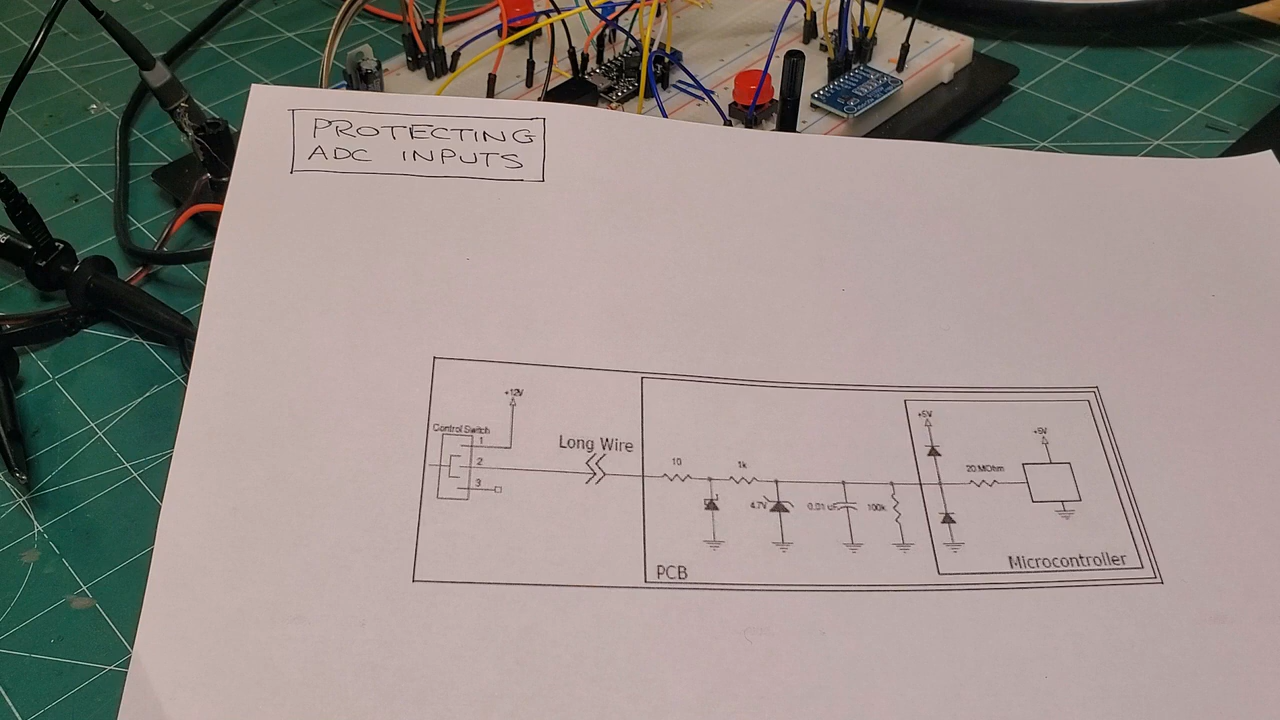 PROTECTING
ADC INPUTS
+12V
Control Switch
1
2
3
Long Wire
10
1k
4.7V
0.01 uF
100k
+5V
20 MOhm
+5V
PCB
Microcontroller